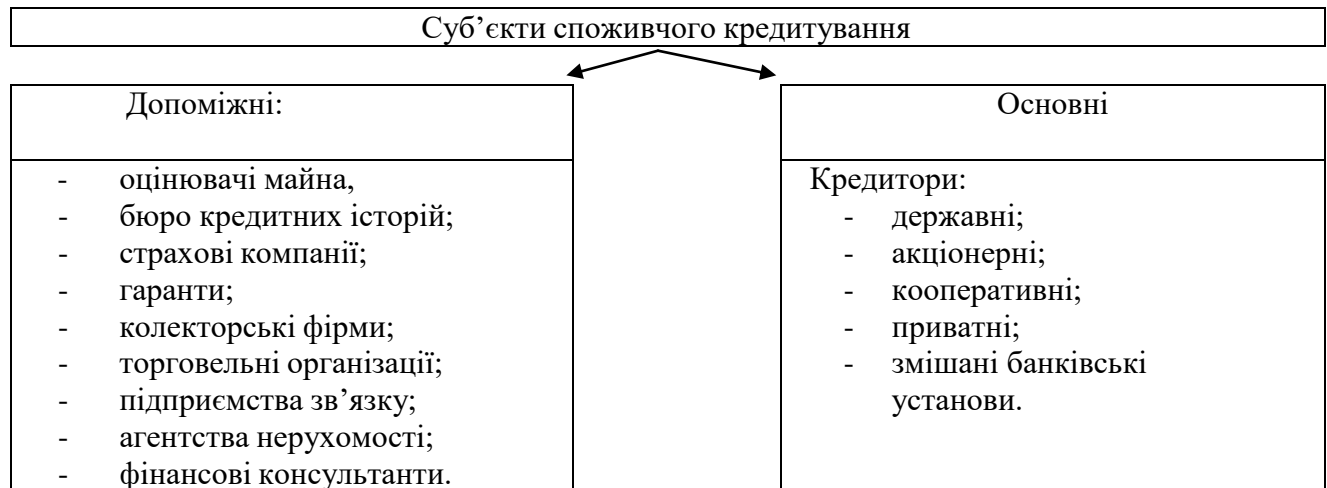 Суб’єкти споживчого кредитування
Допоміжні:
- оцінювачі майна,
- бюро кредитних історій;
- страхові компанії;
- гаранти;
- колекторські фірми;
- торговельні організації;
- підприємства зв’язку;
- агентства нерухомості;
- фінансові консультанти.
Основні
Кредитори:
- державні;
- акціонерні;
- кооперативні;
- приватні;
- змішані банківські
установи.